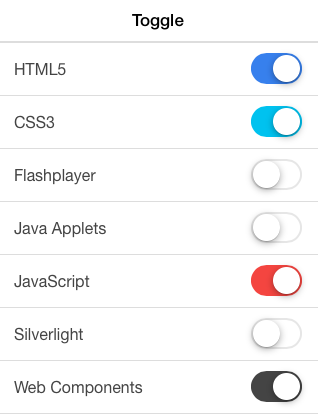 Toggle
HTML5
CSS3
Flashplayer
Java Applets
JavaScript
Silverlight
Web Components